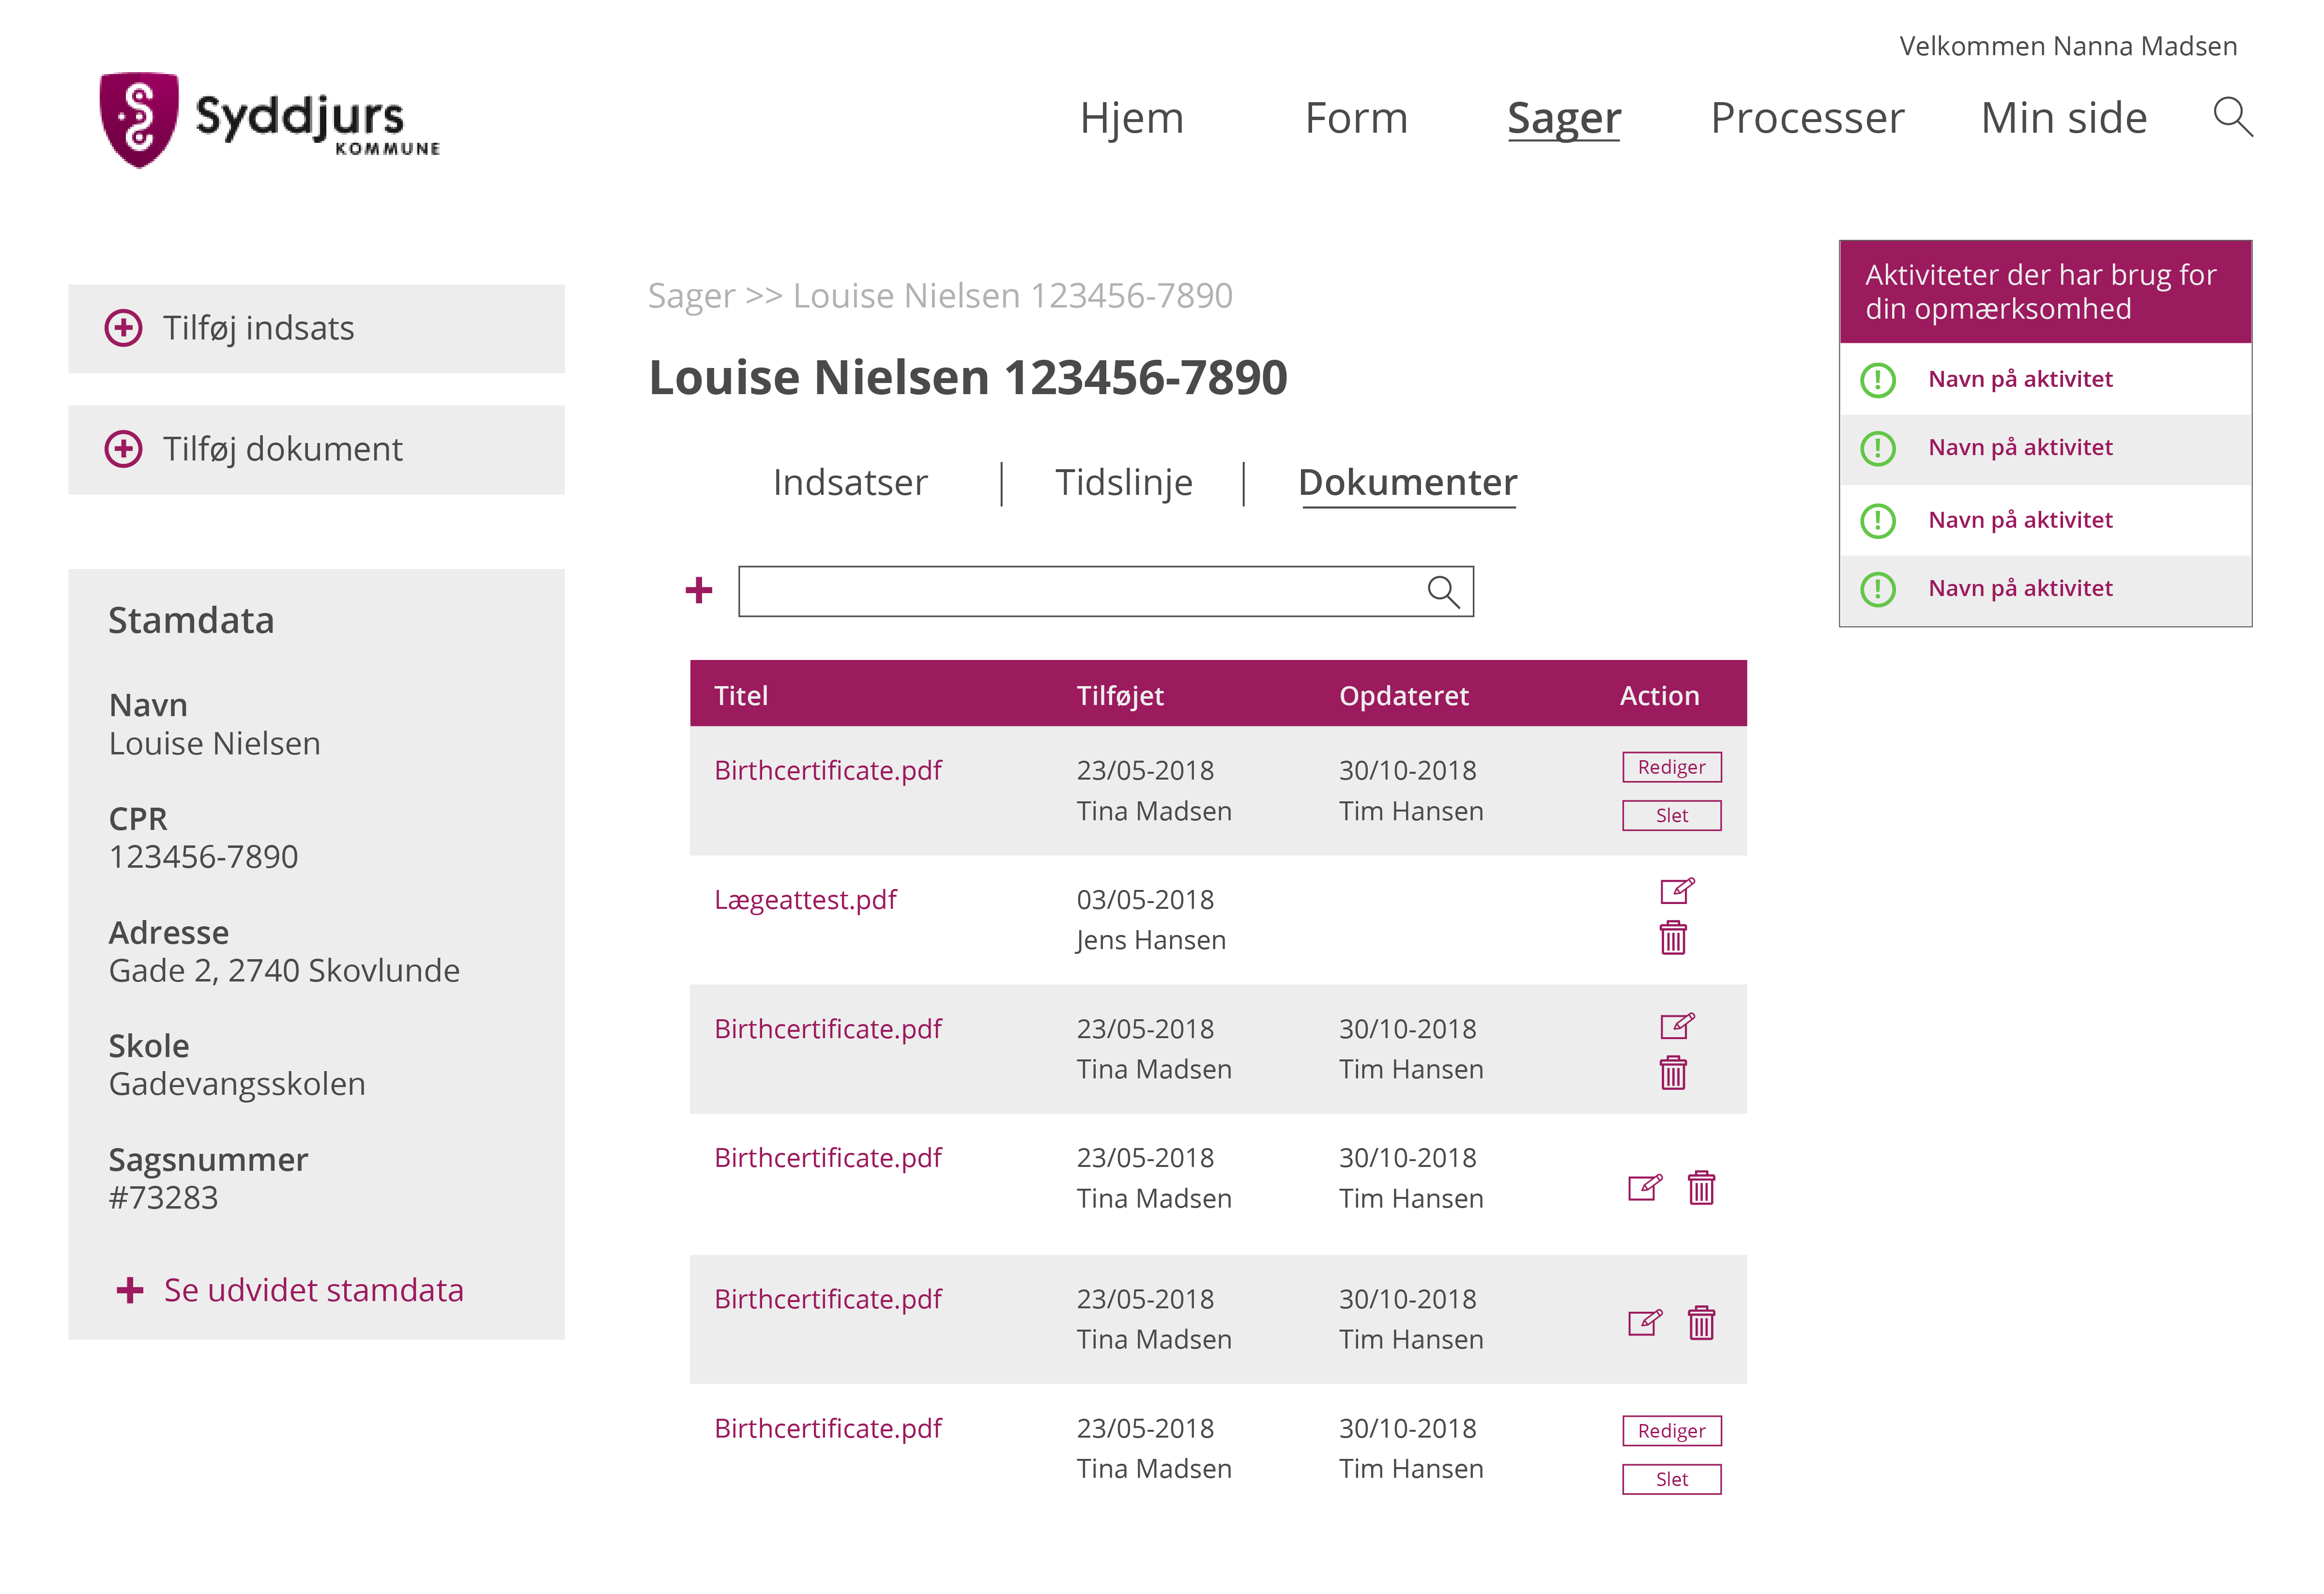 Velkommen Nanna Madsen
Syddjurs
KOMMUNE
Hjem
Form
Sager
Processer
Min side
Tilføj indsats
Tilføj dokument
Stamdata
Navn
Louise Nielsen
CPR
123456-7890
Adresse
Gade 2, 2740 Skovlunde
Skole
Gadevangsskolen
Sagsnummer
#73283
+ Se udvidet stamdata
Sager >> Louise Nielsen 123456-7890
Louise Nielsen 123456-7890
Indsatser | Tidslinje | Dokumenter
+
Titel Tilføjet Opdateret Action
Birthcertificate.pdf 23/05-2018 30/10-2018 Rediger
Tina Madsen Tim Hansen Slet
Lægeattest.pdf 03/05-2018
Jens Hansen
Birthcertificate.pdf 23/05-2018 30/10-2018
Tina Madsen Tim Hansen
Birthcertificate.pdf 23/05-2018 30/10-2018
Tina Madsen Tim Hansen
Birthcertificate.pdf 23/05-2018 30/10-2018
Tina Madsen Tim Hansen
Birthcertificate.pdf 23/05-2018 30/10-2018 Rediger
Tina Madsen Tim Hansen Slet
Aktiviteter der har brug for
din opmærksomhed
! Navn på aktivitet
! Navn på aktivitet
! Navn på aktivitet
! Navn på aktivitet